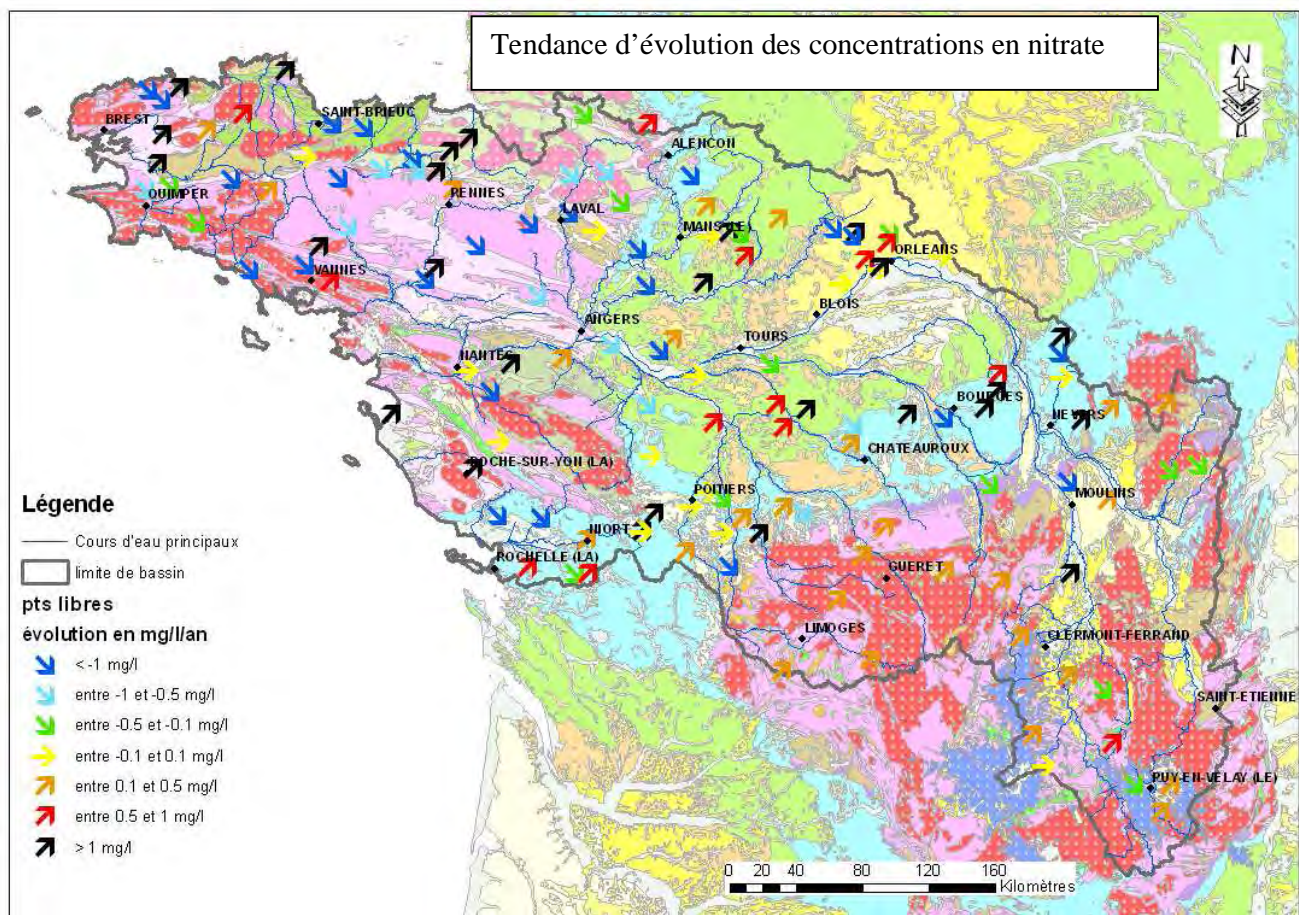 Tendance d'évolution des concentrations en nitrate
N
BREST
SAINT-BRIEUC
ALENCON
QUIMPER
RENNES
LAVAL
MANS (LE)
ORLEANS
VANNES
BLOIS
ANGERS
TOURS
NANTES
BOURGES
NEVERS
ROCHE-SUR-YON (LA)
CHATEAUROUX
POITIERS
MOULINS
NIORT
ROCHELLE (LA)
GUERET
LIMOGES
CLERMONT-FERRAND
SAINT-ETIENNE
PUY-EN-VELAY (LE)
Légende
Cours d'eau principaux
limite de bassin
pts libres
évolution en mg/l/an
< -1 mg/l
entre -1 et -0.5 mg/l
entre -0.5 et -0.1 mg/l
entre -0.1 et 0.1 mg/l
entre 0.1 et 0.5 mg/l
entre 0.5 et 1 mg/l
> 1 mg/l
0 20 40 80 120 160
Kilomètres